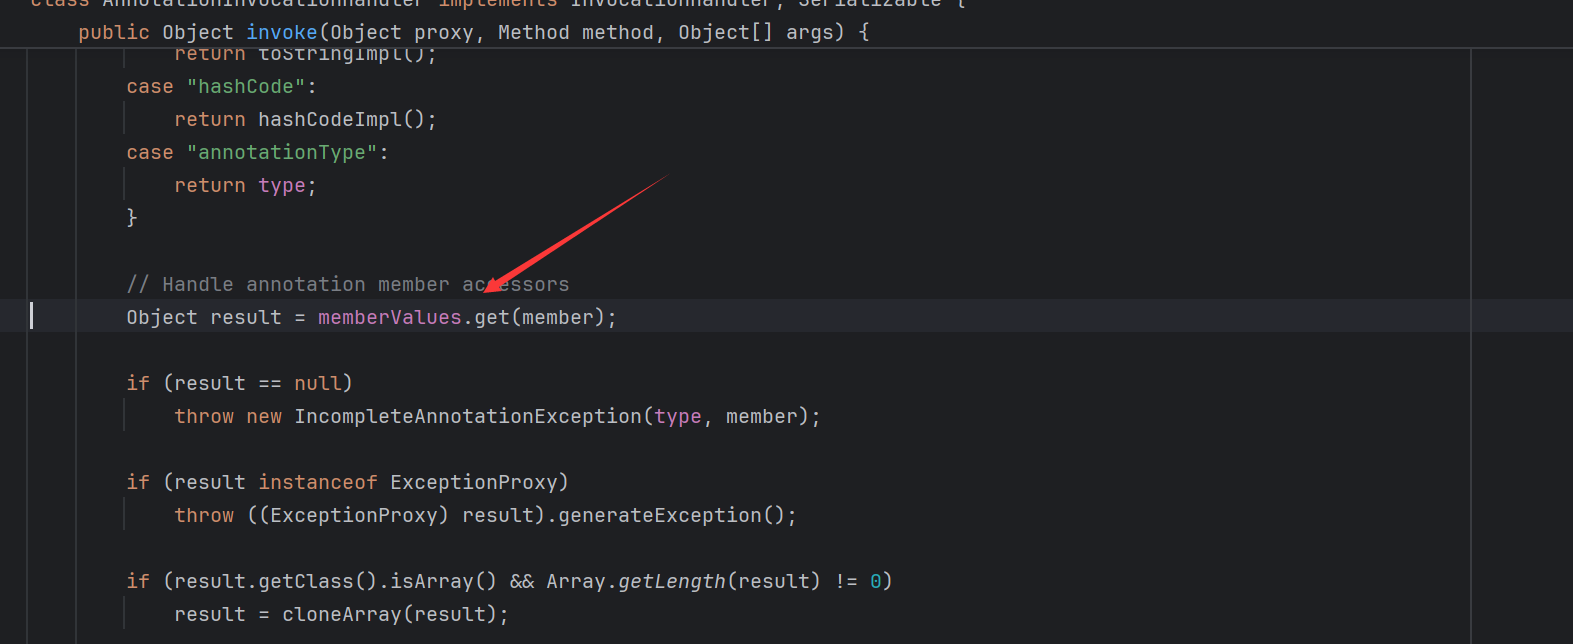 class AnnotationInvocationHandler implements InvocationHandler, Serializable {
public Object invoke(Object proxy, Method method, Object[] args) {
return toStringImpl();
case "hashCode":
return hashCodeImpl();
case "annotationType":
return type;
}
// Handle annotation member accessors
Object result = memberValues.get(member);
if (result == null)
throw new IncompleteAnnotationException(type, member);
if (result instanceof ExceptionProxy)
throw ((ExceptionProxy) result).generateException();
if (result.getClass().isArray() && Array.getLength(result) != 0)
result = cloneArray(result);